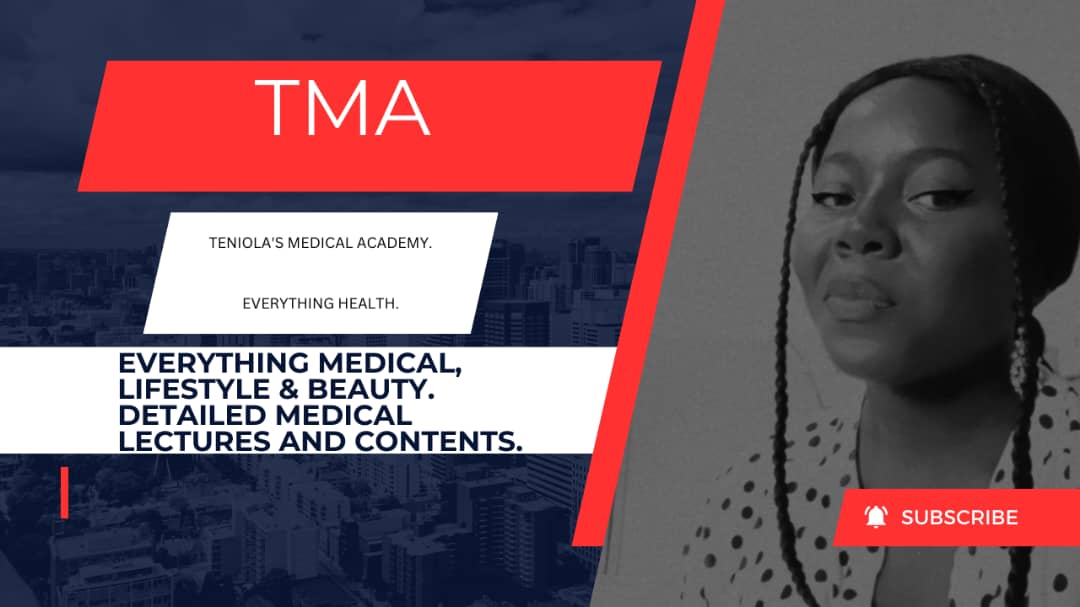 TMA
TENIOLA'S MEDICAL ACADEMY.
EVERYTHING HEALTH.
EVERYTHING MEDICAL,
LIFESTYLE & BEAUTY.
DETAILED MEDICAL
LECTURES AND CONTENTS.
SUBSCRIBE